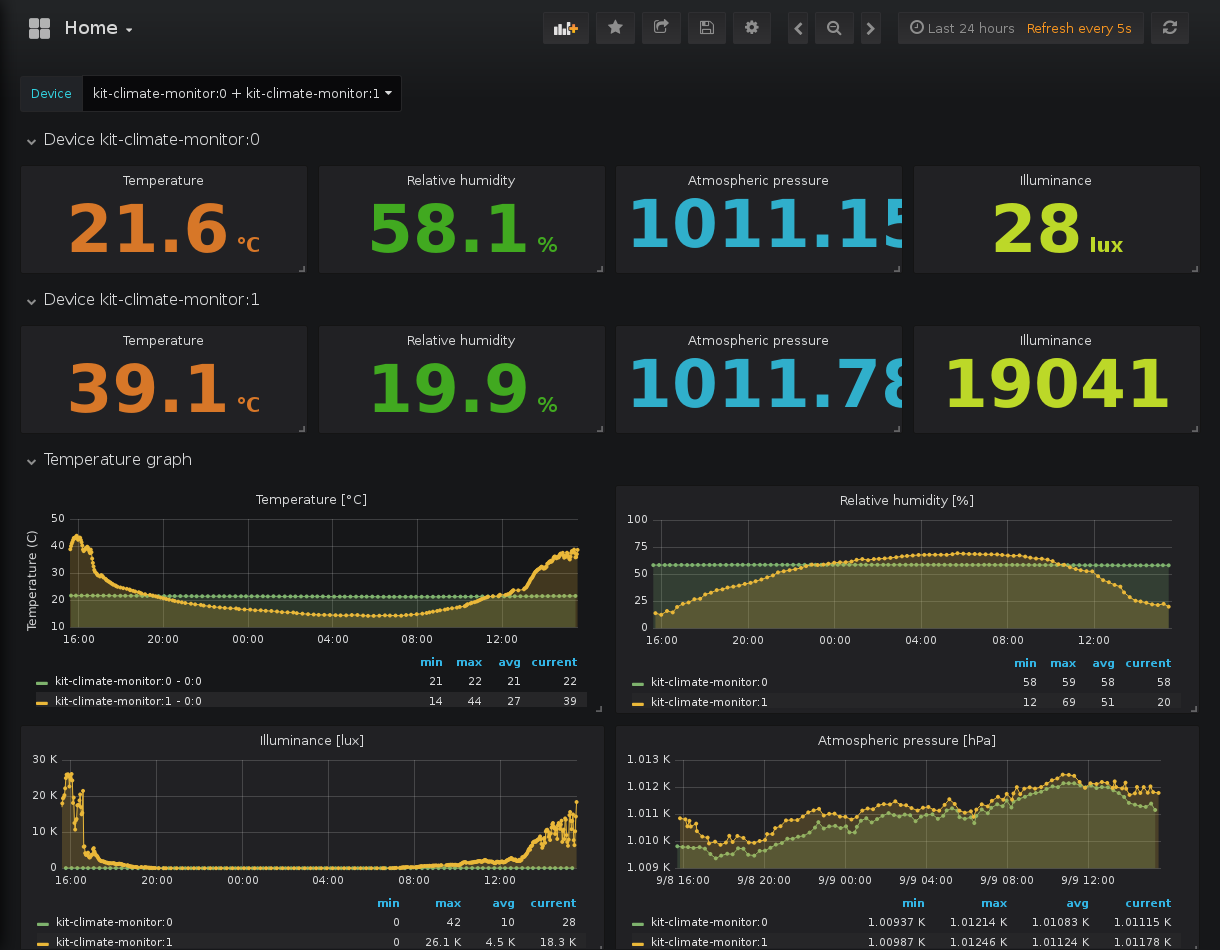 Home
Last 24 hours Refresh every 5s
Device kit-climate-monitor:0 + kit-climate-monitor:1
Device kit-climate-monitor:0
Temperature
21.6 °C
Relative humidity
58.1 %
Atmospheric pressure
1011.15
Illuminance
28 lux
Device kit-climate-monitor:1
Temperature
39.1 °C
Relative humidity
19.9 %
Atmospheric pressure
1011.78
Illuminance
19041
Temperature graph
Temperature [°C]
Temperature (C)
50
40
30
20
10
16:00 20:00 00:00 04:00 08:00 12:00
min max avg current
kit-climate-monitor:0 - 0:0 21 22 21 22
kit-climate-monitor:1 - 0:0 14 44 27 39
Relative humidity [%]
100
75
50
25
0
16:00 20:00 00:00 04:00 08:00 12:00
min max avg current
kit-climate-monitor:0 58 59 58 58
kit-climate-monitor:1 12 69 51 20
Illuminance [lux]
30 K
20 K
10 K
0
16:00 20:00 00:00 04:00 08:00 12:00
min max avg current
kit-climate-monitor:0 0 42 10 28
kit-climate-monitor:1 0 26.1 K 4.5 K 18.3 K
Atmospheric pressure [hPa]
1.013 K
1.012 K
1.011 K
1.010 K
1.009 K
9/8 16:00 9/8 20:00 9/9 00:00 9/9 04:00 9/9 08:00 9/9 12:00
min max avg current
kit-climate-monitor:0 1.00937 K 1.01214 K 1.01083 K 1.01115 K
kit-climate-monitor:1 1.00987 K 1.01246 K 1.01124 K 1.01178 K